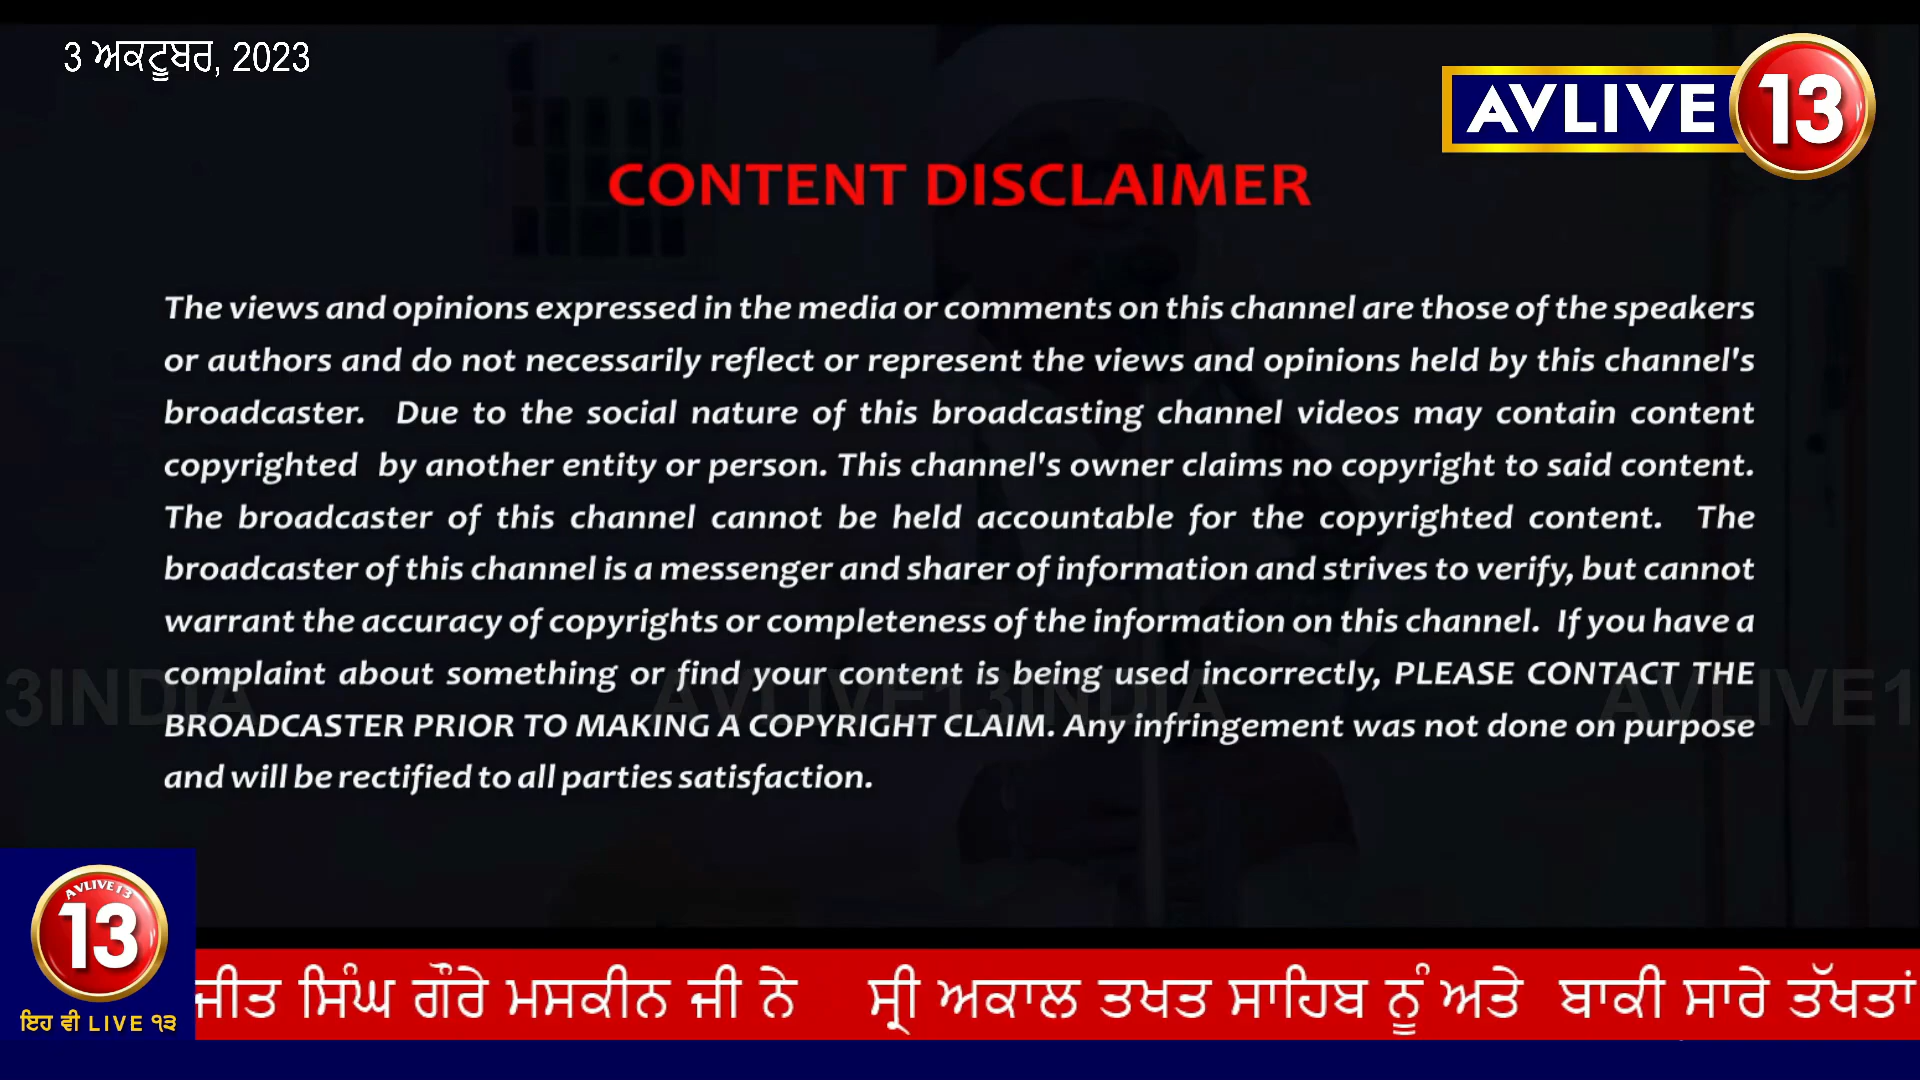 3 ਅਕਟੂਬਰ, 2023
AVLIVE 13
CONTENT DISCLAIMER
The views and opinions expressed in the media or comments on this channel are those of the speakers
or authors and do not necessarily reflect or represent the views and opinions held by this channel's
broadcaster. Due to the social nature of this broadcasting channel videos may contain content
copyrighted by another entity or person. This channel's owner claims no copyright to said content.
The broadcaster of this channel cannot be held accountable for the copyrighted content. The
broadcaster of this channel is a messenger and sharer of information and strives to verify, but cannot
warrant the accuracy of copyrights or completeness of the information on this channel. If you have a
complaint about something or find your content is being used incorrectly, PLEASE CONTACT THE
3INDIA AVLIVE13INDIA AVLIVE1
BROADCASTER PRIOR TO MAKING A COPYRIGHT CLAIM. Any infringement was not done on purpose
and will be rectified to all parties satisfaction.
AVLIVE 13
13
ਇਹ ਵੀ LIVE ੧੩
ਜੀਤ ਸਿੰਘ ਗੌਰੇ ਮਸਕੀਨ ਜੀ ਨੇ ਸ੍ਰੀ ਅਕਾਲ ਤਖਤ ਸਾਹਿਬ ਨੂੰ ਅਤੇ ਬਾਕੀ ਸਾਰੇ ਤੱਖਤਾਂ